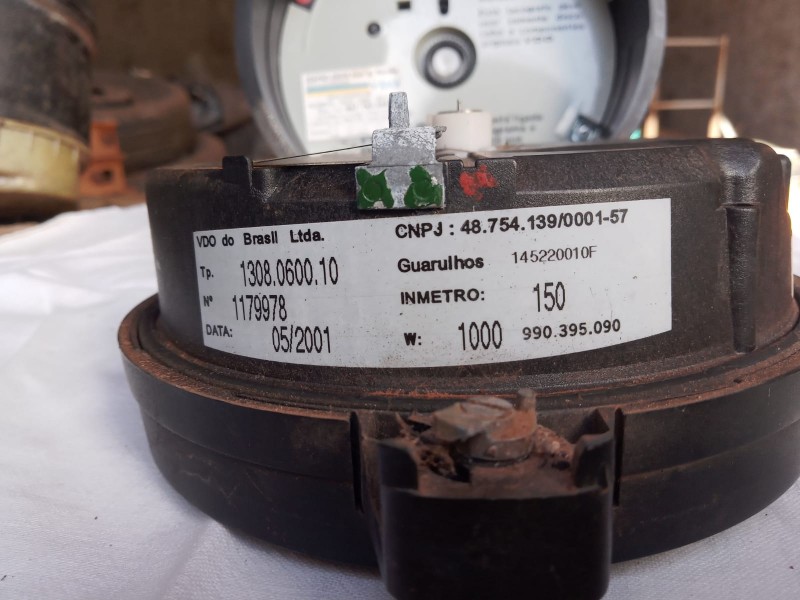 VDO do Brasil Ltda.
CNPJ : 48.754.139/0001-57
Tp. 1308.0600.10
Guarulhos 145220010F
Nº 1179978
INMETRO: 150
DATA: 05/2001
W: 1000 990.395.090